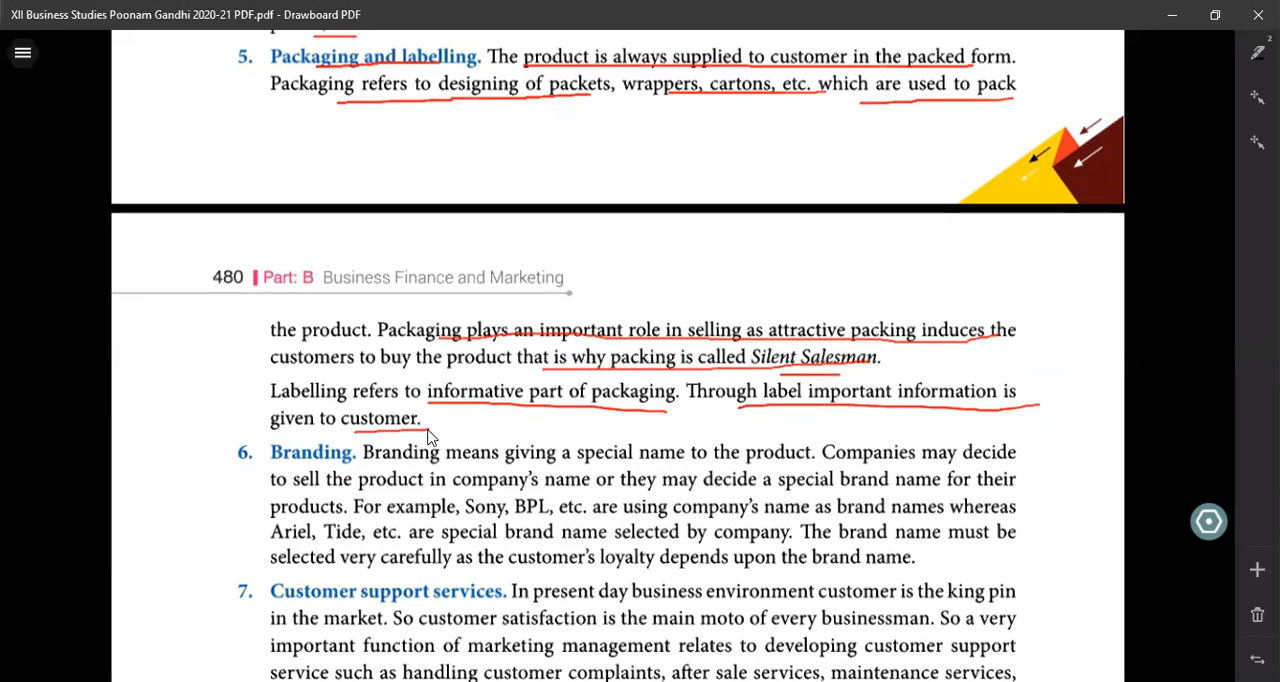 XII Business Studies Poonam Gandhi 2020-21 PDF.pdf - Drawboard PDF
2
5. Packaging and labelling. The product is always supplied to customer in the packed form.
Packaging refers to designing of packets, wrappers, cartons, etc. which are used to pack
480 Part: B Business Finance and Marketing
the product. Packaging plays an important role in selling as attractive packing induces the
customers to buy the product that is why packing is called Silent Salesman.
Labelling refers to informative part of packaging. Through label important information is
given to customer.
6. Branding. Branding means giving a special name to the product. Companies may decide
to sell the product in company's name or they may decide a special brand name for their
products. For example, Sony, BPL, etc. are using company's name as brand names whereas
Ariel, Tide, etc. are special brand name selected by company. The brand name must be
selected very carefully as the customer's loyalty depends upon the brand name.
7. Customer support services. In present day business environment customer is the king pin
in the market. So customer satisfaction is the main moto of every businessman. So a very
important function of marketing management relates to developing customer support
service such as handling customer complaints, after sale services, maintenance services,